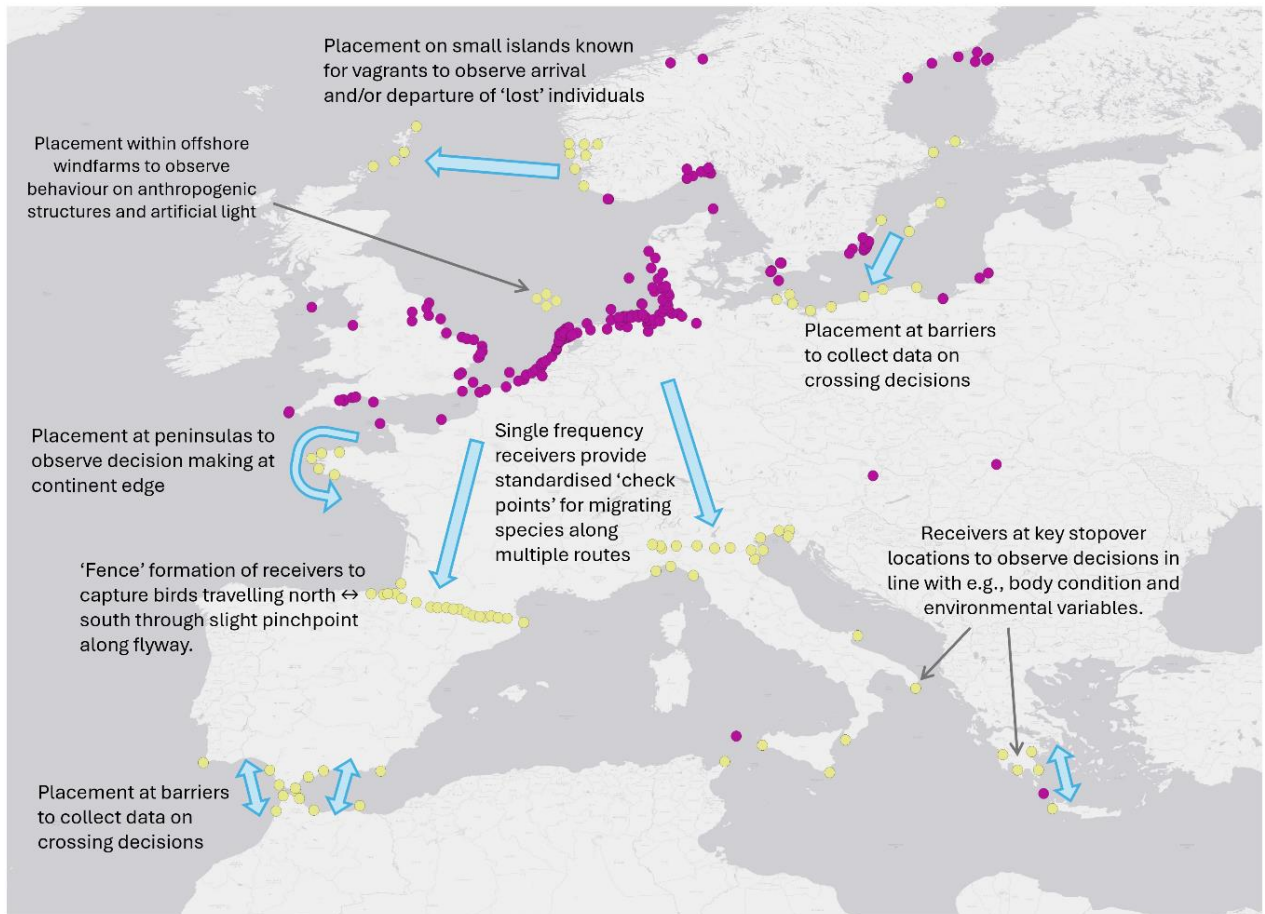 Placement on small islands known
for vagrants to observe arrival
and/or departure of ‘lost’ individuals
Placement within offshore
windfarms to observe
behaviour on anthropogenic
structures and artificial light
Placement at barriers
to collect data on
crossing decisions
Placement at peninsulas to
observe decision making at
continent edge
Single frequency
receivers provide
standardised ‘check
points’ for migrating
species along
multiple routes
Receivers at key stopover
locations to observe decisions in
line with e.g., body condition and
environmental variables.
‘Fence’ formation of receivers to
capture birds travelling north ↔
south through slight pinchpoint
along flyway.
Placement at barriers
to collect data on
crossing decisions